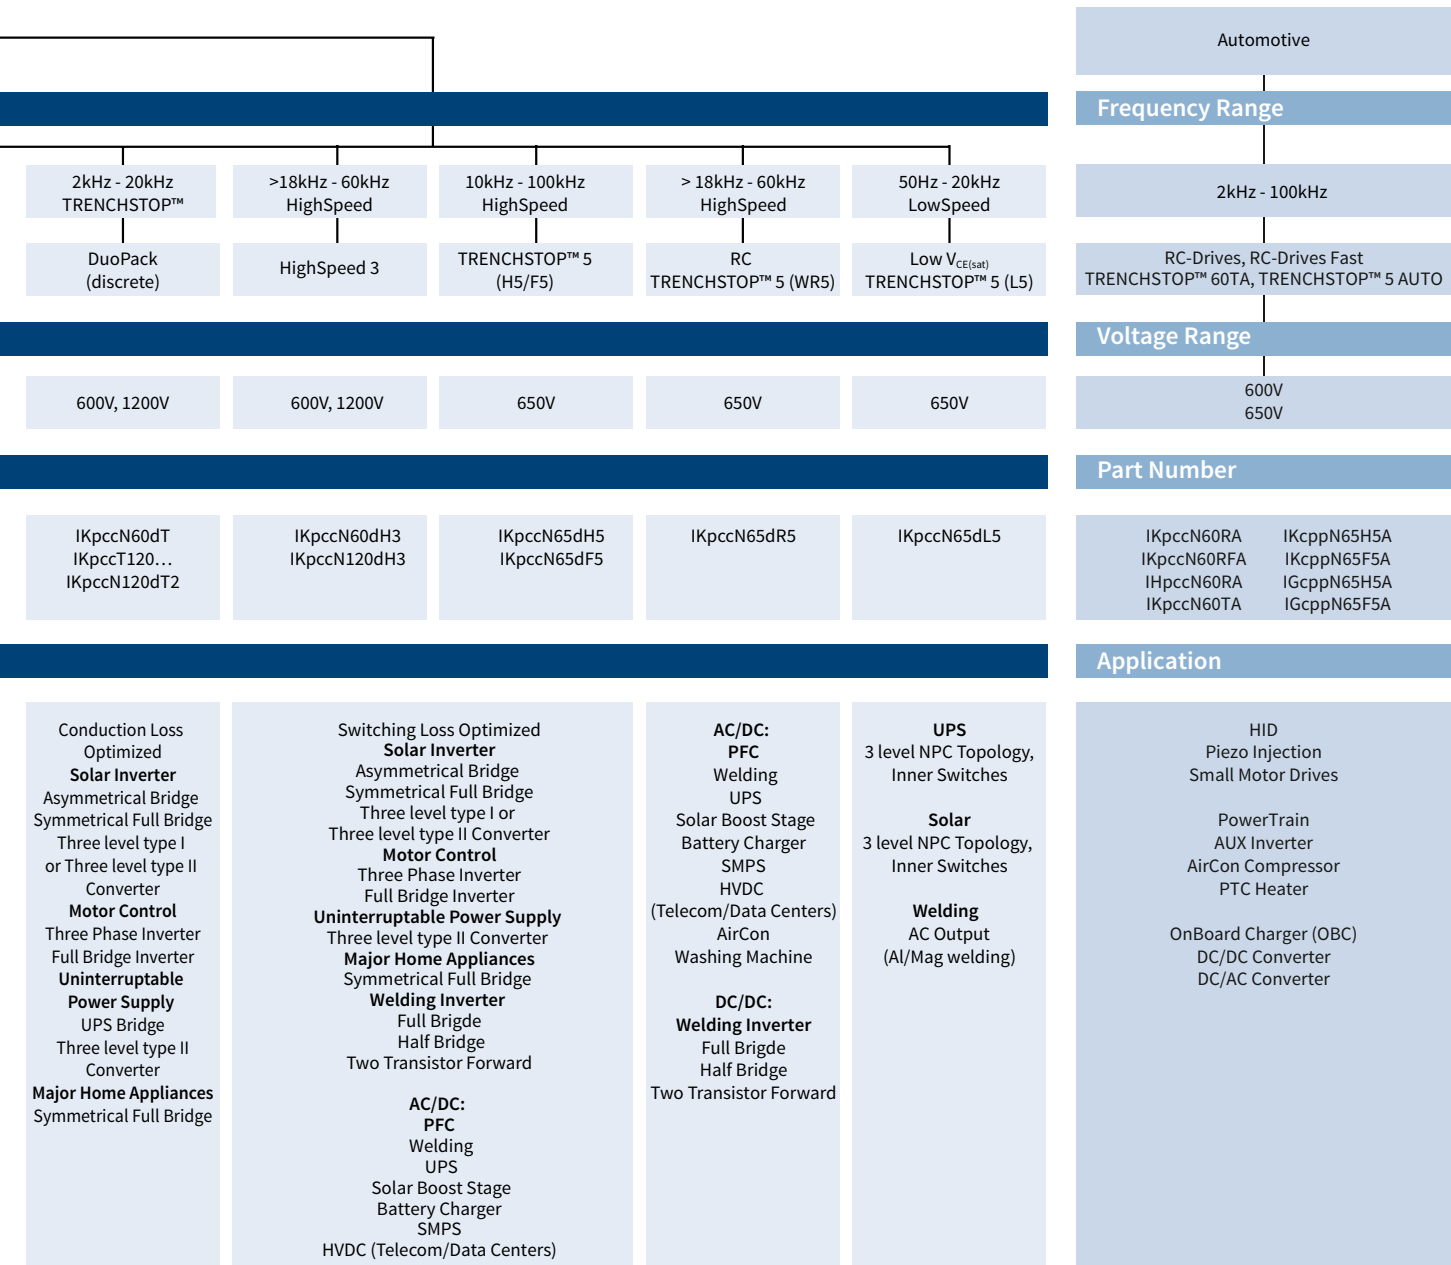 Automotive
Frequency Range
2kHz - 20kHz
TRENCHSTOP™
>18kHz - 60kHz
HighSpeed
10kHz - 100kHz
HighSpeed
> 18kHz - 60kHz
HighSpeed
50Hz - 20kHz
LowSpeed
2kHz - 100kHz
DuoPack
(discrete)
HighSpeed 3
TRENCHSTOP™ 5
(H5/F5)
RC
TRENCHSTOP™ 5 (WR5)
Low VCE(sat)
TRENCHSTOP™ 5 (L5)
RC-Drives, RC-Drives Fast
TRENCHSTOP™ 60TA, TRENCHSTOP™ 5 AUTO
Voltage Range
600V, 1200V
600V, 1200V
650V
650V
650V
600V
650V
Part Number
IKpccN60dT
IKpccT120…
IKpccN120dT2
IKpccN60dH3
IKpccN120dH3
IKpccN65dH5
IKpccN65dF5
IKpccN65dR5
IKpccN65dL5
IKpccN60RA
IKpccN60RFA
IHpccN60RA
IKpccN60TA
IKcppN65H5A
IKcppN65F5A
IGcppN65H5A
IGcppN65F5A
Application
Conduction Loss
Optimized
Solar Inverter
Asymmetrical Bridge
Symmetrical Full Bridge
Three level type I
or Three level type II
Converter
Motor Control
Three Phase Inverter
Full Bridge Inverter
Uninterruptable
Power Supply
UPS Bridge
Three level type II
Converter
Major Home Appliances
Symmetrical Full Bridge
Switching Loss Optimized
Solar Inverter
Asymmetrical Bridge
Symmetrical Full Bridge
Three level type I or
Three level type II Converter
Motor Control
Three Phase Inverter
Full Bridge Inverter
Uninterruptable Power Supply
Three level type II Converter
Major Home Appliances
Symmetrical Full Bridge
Welding Inverter
Full Brigde
Half Bridge
Two Transistor Forward
AC/DC:
PFC
Welding
UPS
Solar Boost Stage
Battery Charger
SMPS
HVDC (Telecom/Data Centers)
AC/DC:
PFC
Welding
UPS
Solar Boost Stage
Battery Charger
SMPS
HVDC
(Telecom/Data Centers)
AirCon
Washing Machine
DC/DC:
Welding Inverter
Full Brigde
Half Bridge
Two Transistor Forward
UPS
3 level NPC Topology,
Inner Switches
Solar
3 level NPC Topology,
Inner Switches
Welding
AC Output
(Al/Mag welding)
HID
Piezo Injection
Small Motor Drives
PowerTrain
AUX Inverter
AirCon Compressor
PTC Heater
OnBoard Charger (OBC)
DC/DC Converter
DC/AC Converter